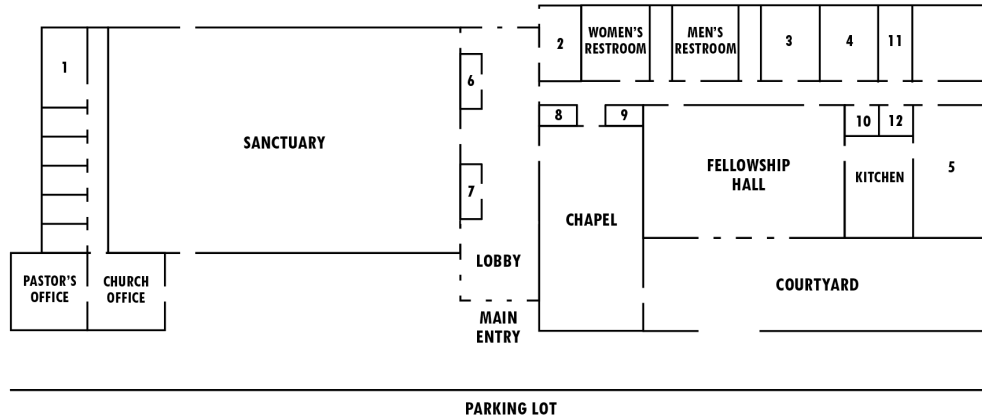 2
WOMEN'S
RESTROOM
MEN'S
RESTROOM
3
4
11
1
6
SANCTUARY
8
9
10
12
FELLOWSHIP
HALL
KITCHEN
5
7
CHAPEL
LOBBY
PASTOR'S
OFFICE
CHURCH
OFFICE
COURTYARD
MAIN
ENTRY
PARKING LOT